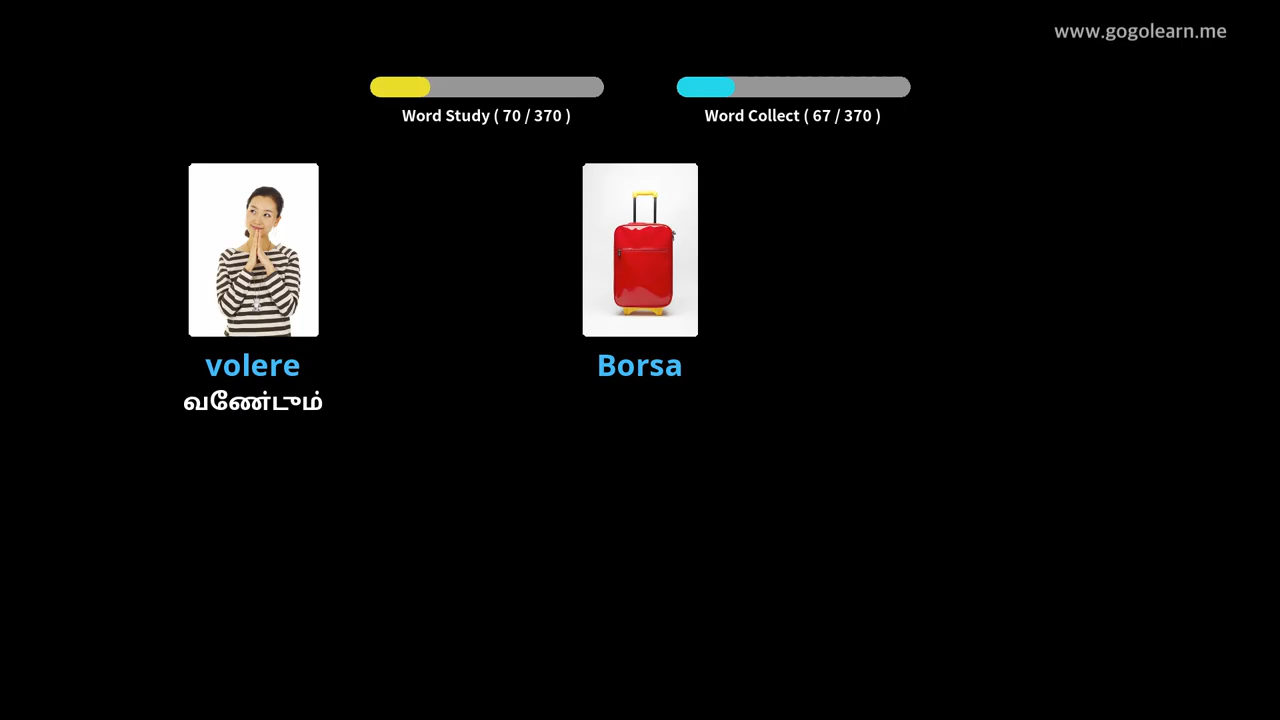 www.gogolearn.me
Word Study ( 70 / 370 )
Word Collect ( 67 / 370 )
volere
Borsa
வேண்டும்